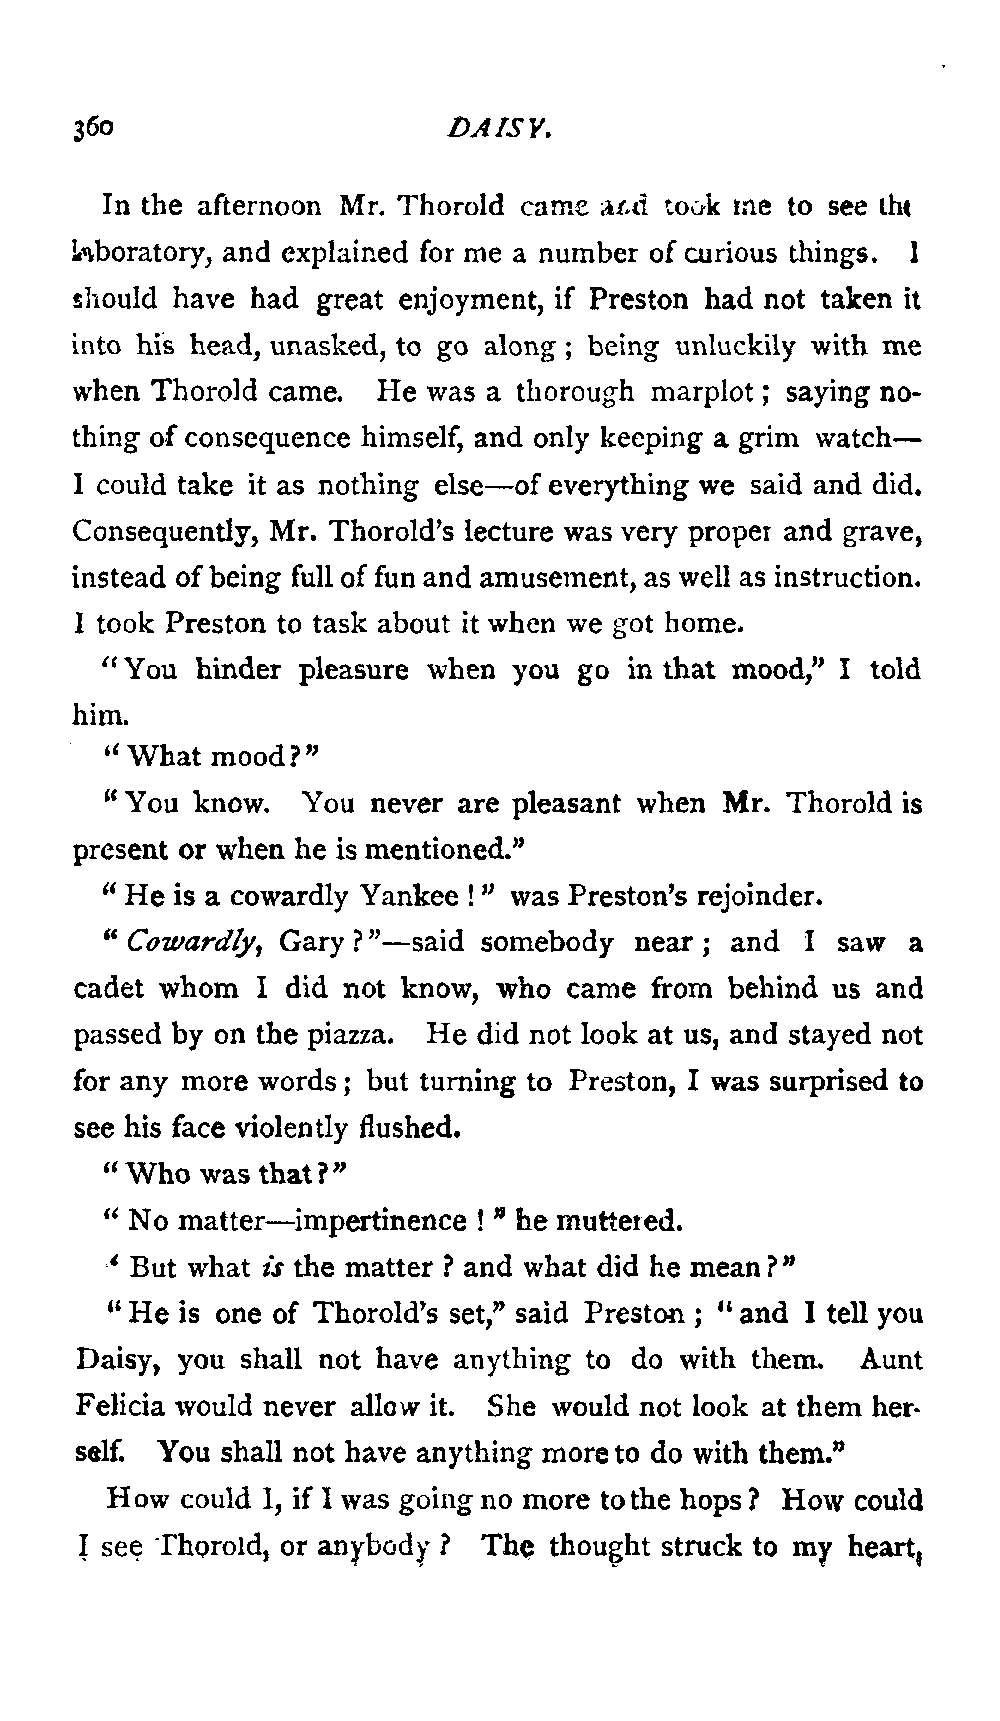 360 DAISY.
In the afternoon Mr. Thorold came and took me to see the
laboratory, and explained for me a number of curious things. I
should have had great enjoyment, if Preston had not taken it
into his head, unasked, to go along ; being unluckily with me
when Thorold came. He was a thorough marplot ; saying no-
thing of consequence himself, and only keeping a grim watch—
I could take it as nothing else—of everything we said and did.
Consequently, Mr. Thorold's lecture was very proper and grave,
instead of being full of fun and amusement, as well as instruction.
I took Preston to task about it when we got home.
"You hinder pleasure when you go in that mood," I told
him.
"What mood?"
"You know. You never are pleasant when Mr. Thorold is
present or when he is mentioned."
"He is a cowardly Yankee !" was Preston's rejoinder.
"Cowardly, Gary ?"—said somebody near ; and I saw a
cadet whom I did not know, who came from behind us and
passed by on the piazza. He did not look at us, and stayed not
for any more words ; but turning to Preston, I was surprised to
see his face violently flushed.
"Who was that?"
"No matter—impertinence !" he muttered.
' But what is the matter ? and what did he mean?"
"He is one of Thorold's set," said Preston ; "and I tell you
Daisy, you shall not have anything to do with them. Aunt
Felicia would never allow it. She would not look at them her-
self. You shall not have anything more to do with them."
How could I, if I was going no more to the hops ? How could
I see Thorold, or anybody ? The thought struck to my heart,